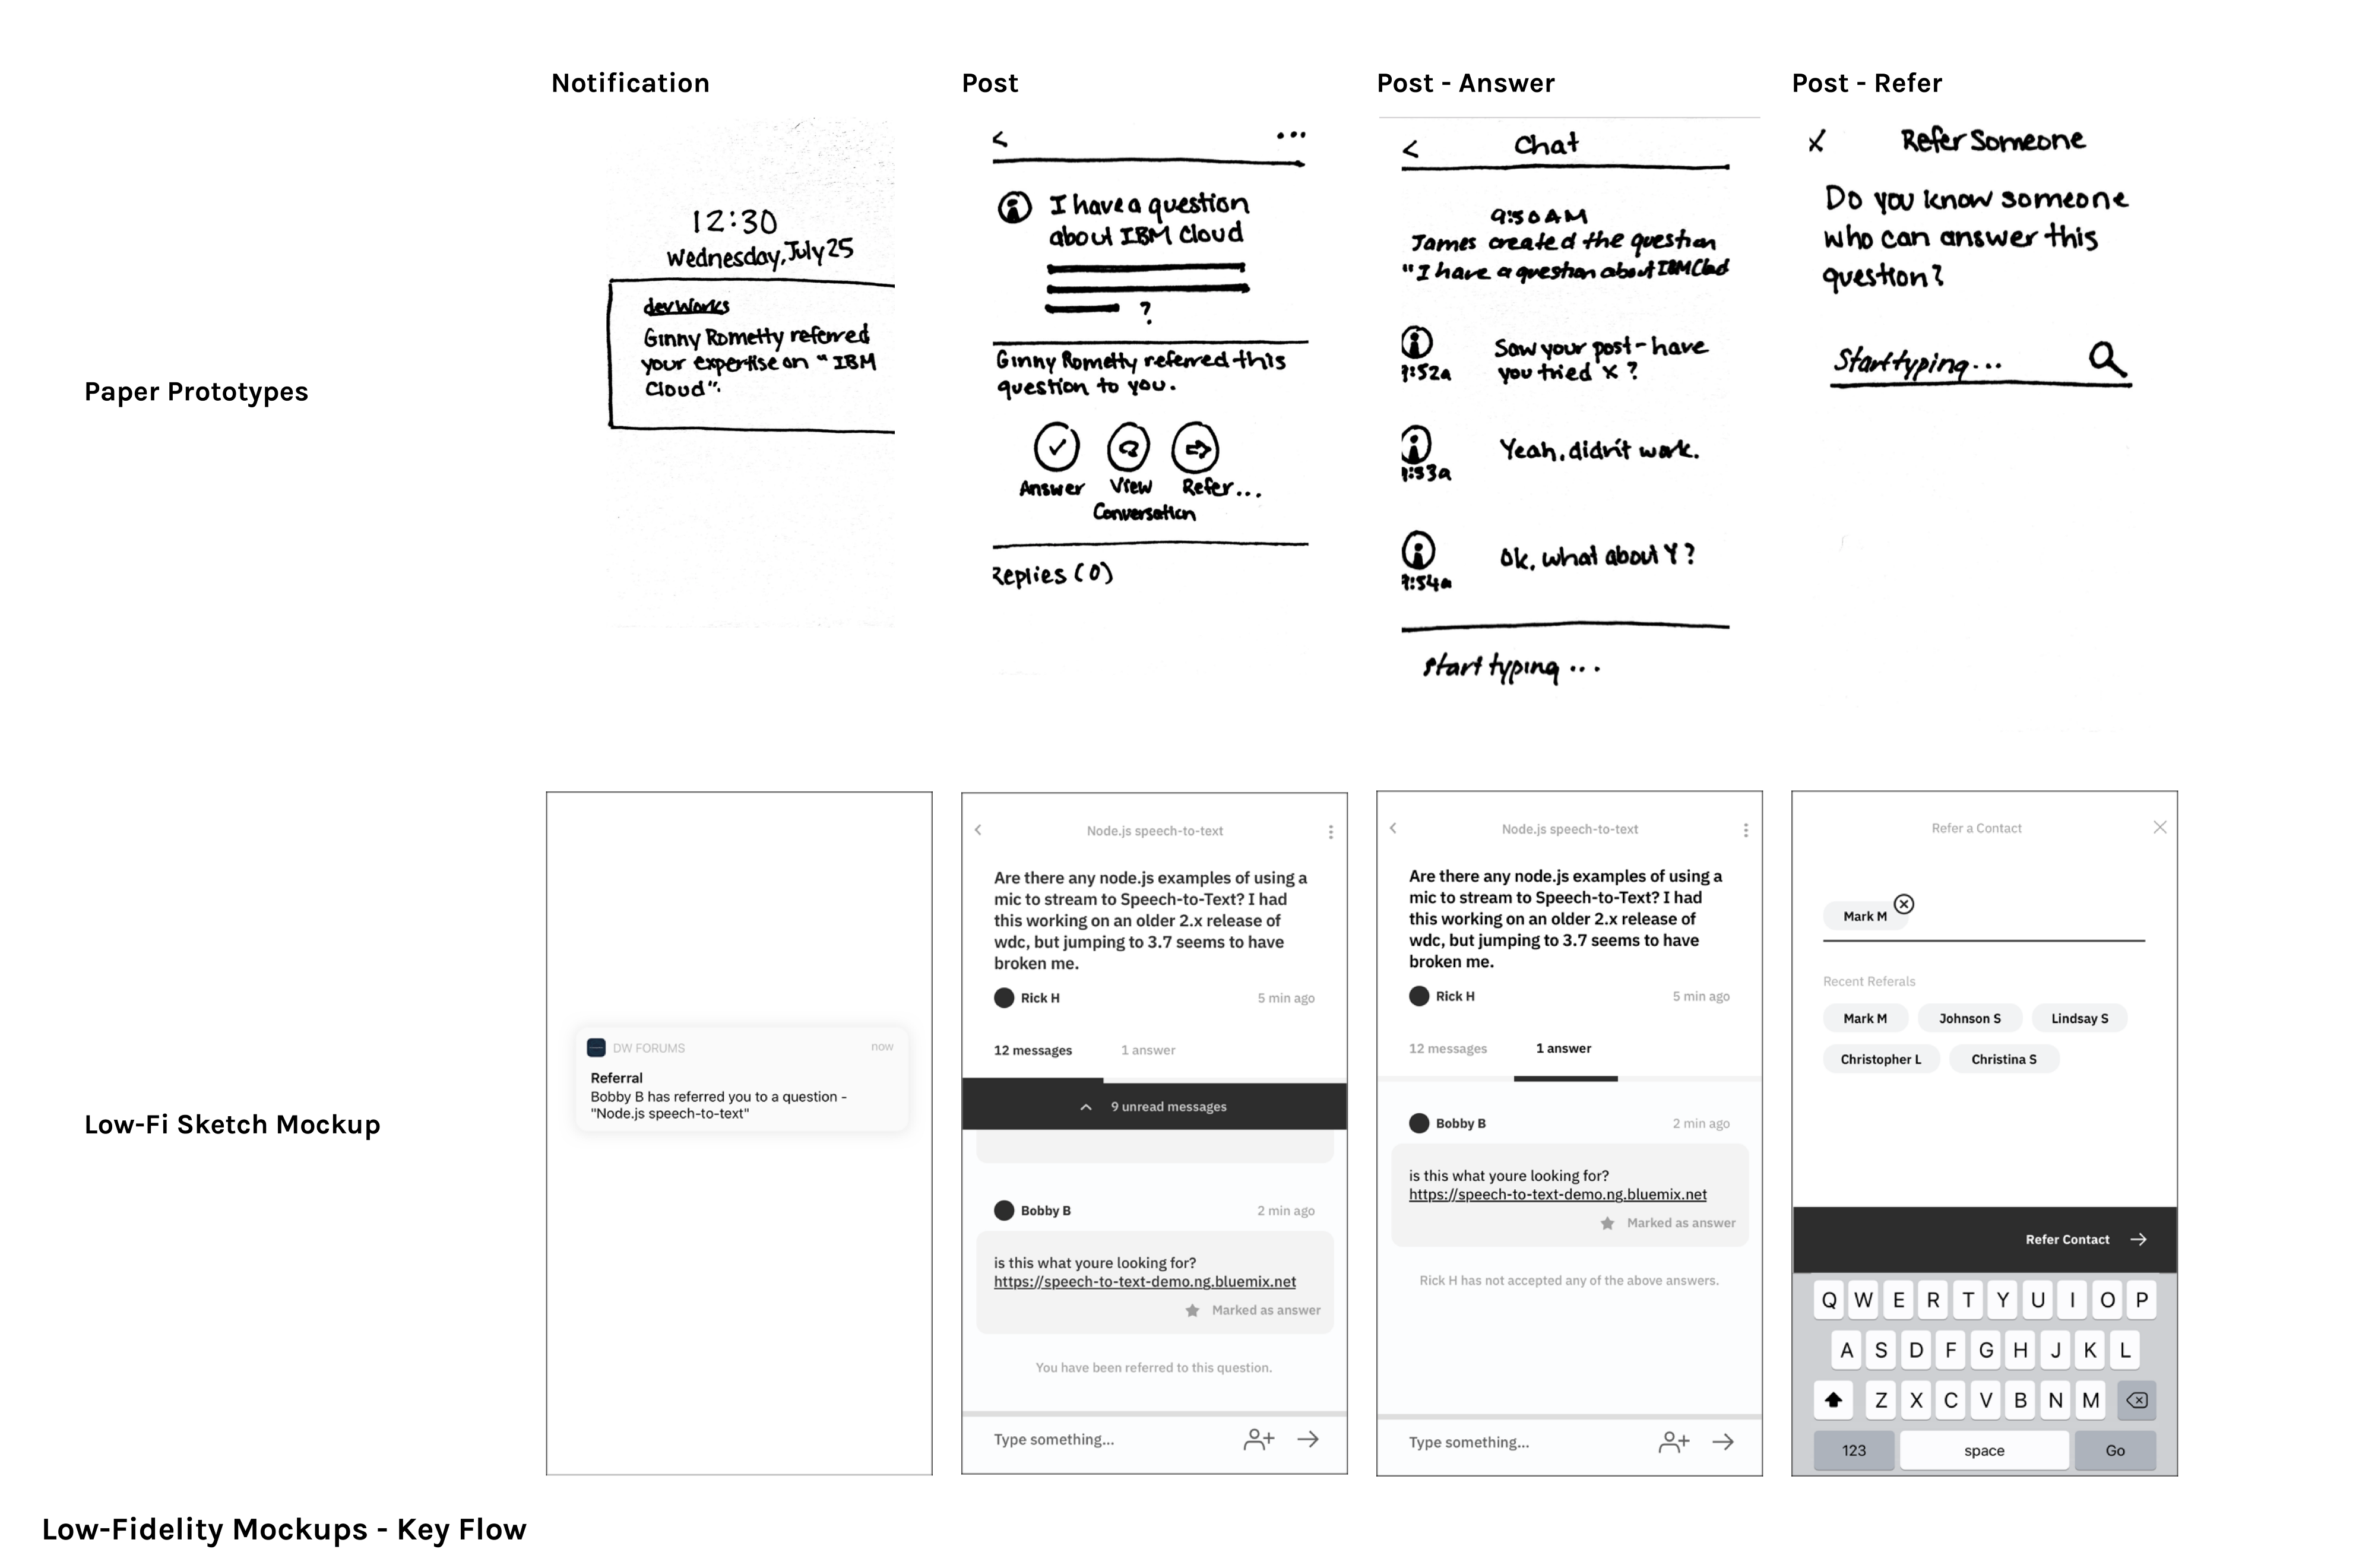 Notification
Post
Post - Answer
Post - Refer
Paper Prototypes
12:30
Wednesday, July 25
devWorks
Ginny Rometty referred
your expertise on "IBM
Cloud".
<
...
I have a question
about IBM Cloud
?
Ginny Rometty referred this
question to you.
Answer
View
Conversation
Refer...
Replies (0)
<
Chat
9:50 AM
James created the question
"I have a question about IBM Cloud
Saw your post - have
you tried X?
9:52a
Yeah, didn't work.
9:53a
Ok, what about Y?
9:54a
start typing ...
X
Refer Someone
Do you know someone
who can answer this
question?
Start typing...
Low-Fi Sketch Mockup
DW FORUMS
now
Referral
Bobby B has referred you to a question -
"Node.js speech-to-text"
Node.js speech-to-text
Are there any node.js examples of using a
mic to stream to Speech-to-Text? I had
this working on an older 2.x release of
wdc, but jumping to 3.7 seems to have
broken me.
Rick H
5 min ago
12 messages
1 answer
9 unread messages
Bobby B
2 min ago
is this what youre looking for?
https://speech-to-text-demo.ng.bluemix.net
Marked as answer
You have been referred to this question.
Type something...
Node.js speech-to-text
Are there any node.js examples of using a
mic to stream to Speech-to-Text? I had
this working on an older 2.x release of
wdc, but jumping to 3.7 seems to have
broken me.
Rick H
5 min ago
12 messages
1 answer
Bobby B
2 min ago
is this what youre looking for?
https://speech-to-text-demo.ng.bluemix.net
Marked as answer
Rick H has not accepted any of the above answers.
Type something...
Refer a Contact
Mark M
Recent Referals
Mark M
Johnson S
Lindsay S
Christopher L
Christina S
Refer Contact
Q W E R T Y U I O P
A S D F G H J K L
Z X C V B N M
123
space
Go
Low-Fidelity Mockups - Key Flow